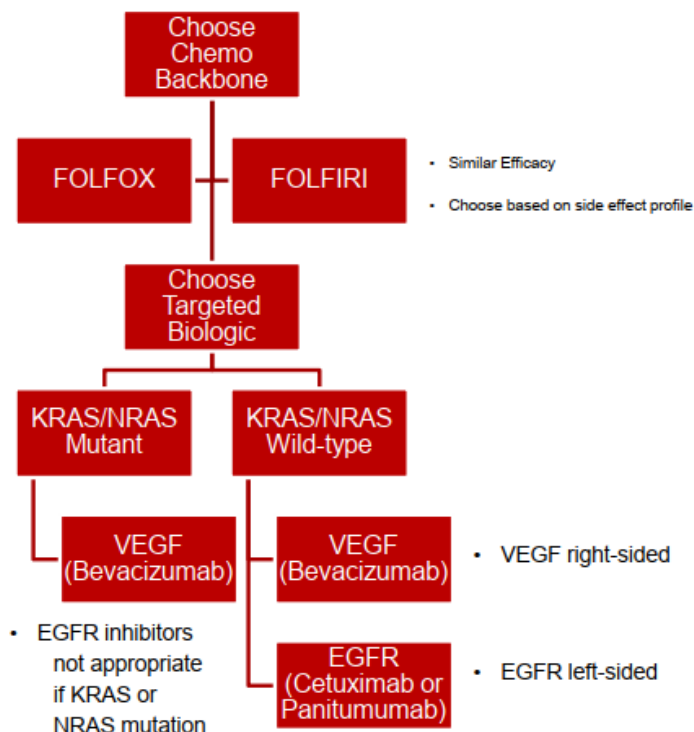 Choose
Chemo
Backbone
FOLFOX
FOLFIRI
• Similar Efficacy
• Choose based on side effect profile
Choose
Targeted
Biologic
KRAS/NRAS
Mutant
KRAS/NRAS
Wild-type
VEGF
(Bevacizumab)
VEGF
(Bevacizumab)
• VEGF right-sided
• EGFR inhibitors
not appropriate
if KRAS or
NRAS mutation
EGFR
(Cetuximab or
Panitumumab)
• EGFR left-sided